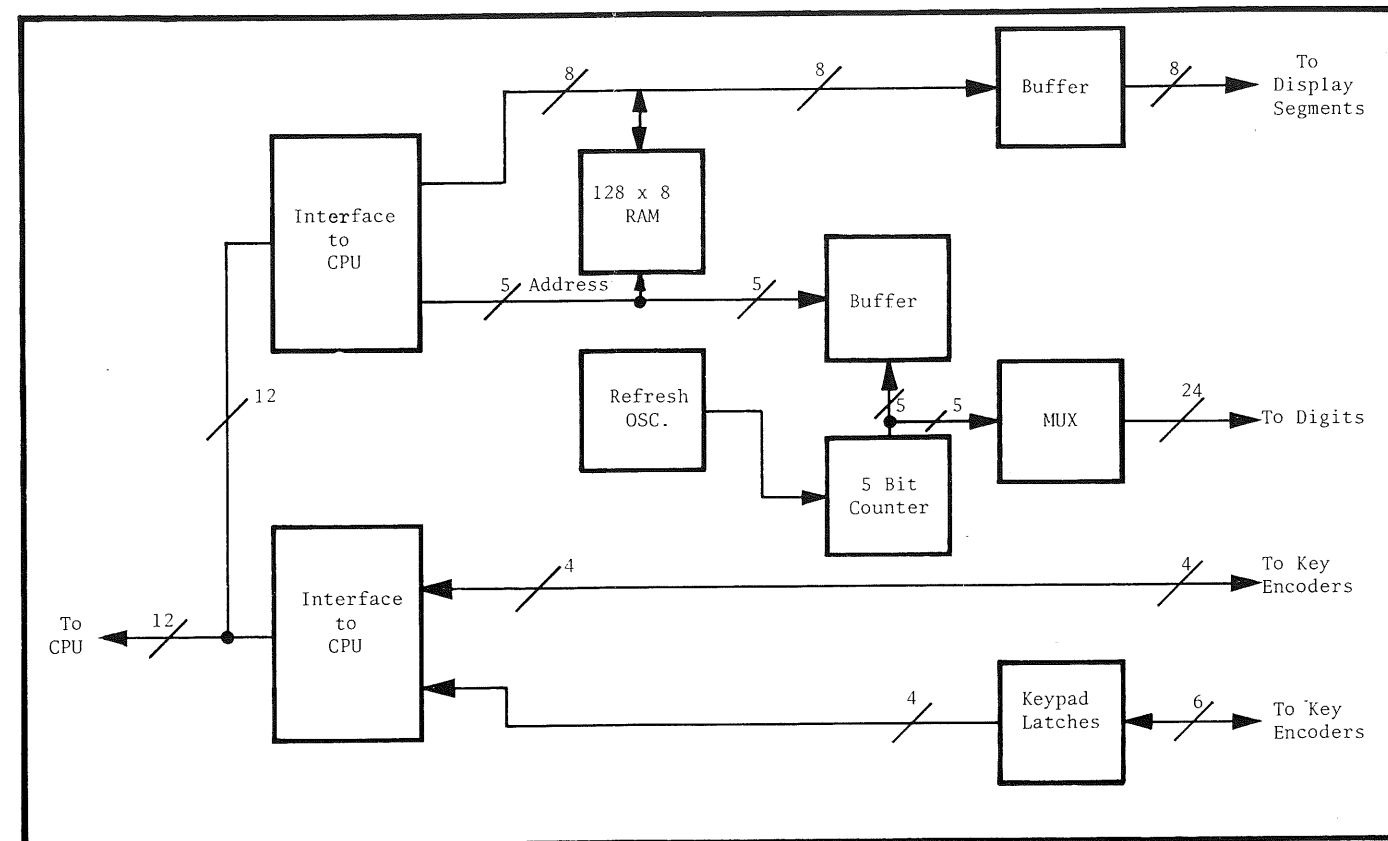 8
8
Buffer
8
To
Display
Segments
128 x 8
RAM
Interface
to
CPU
5
Address
5
Buffer
12
Refresh
OSC.
5
5
MUX
24
To Digits
5 Bit
Counter
Interface
to
CPU
4
4
To Key
Encoders
To
CPU
12
4
Keypad
Latches
6
To Key
Encoders